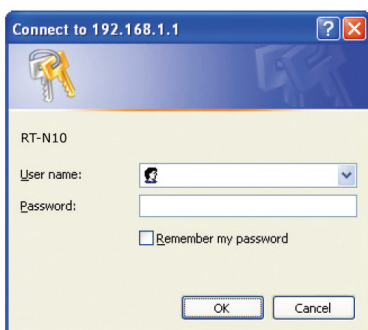 Connect to 192.168.1.1
RT-N10
User name:
Password:
Remember my password
OK
Cancel